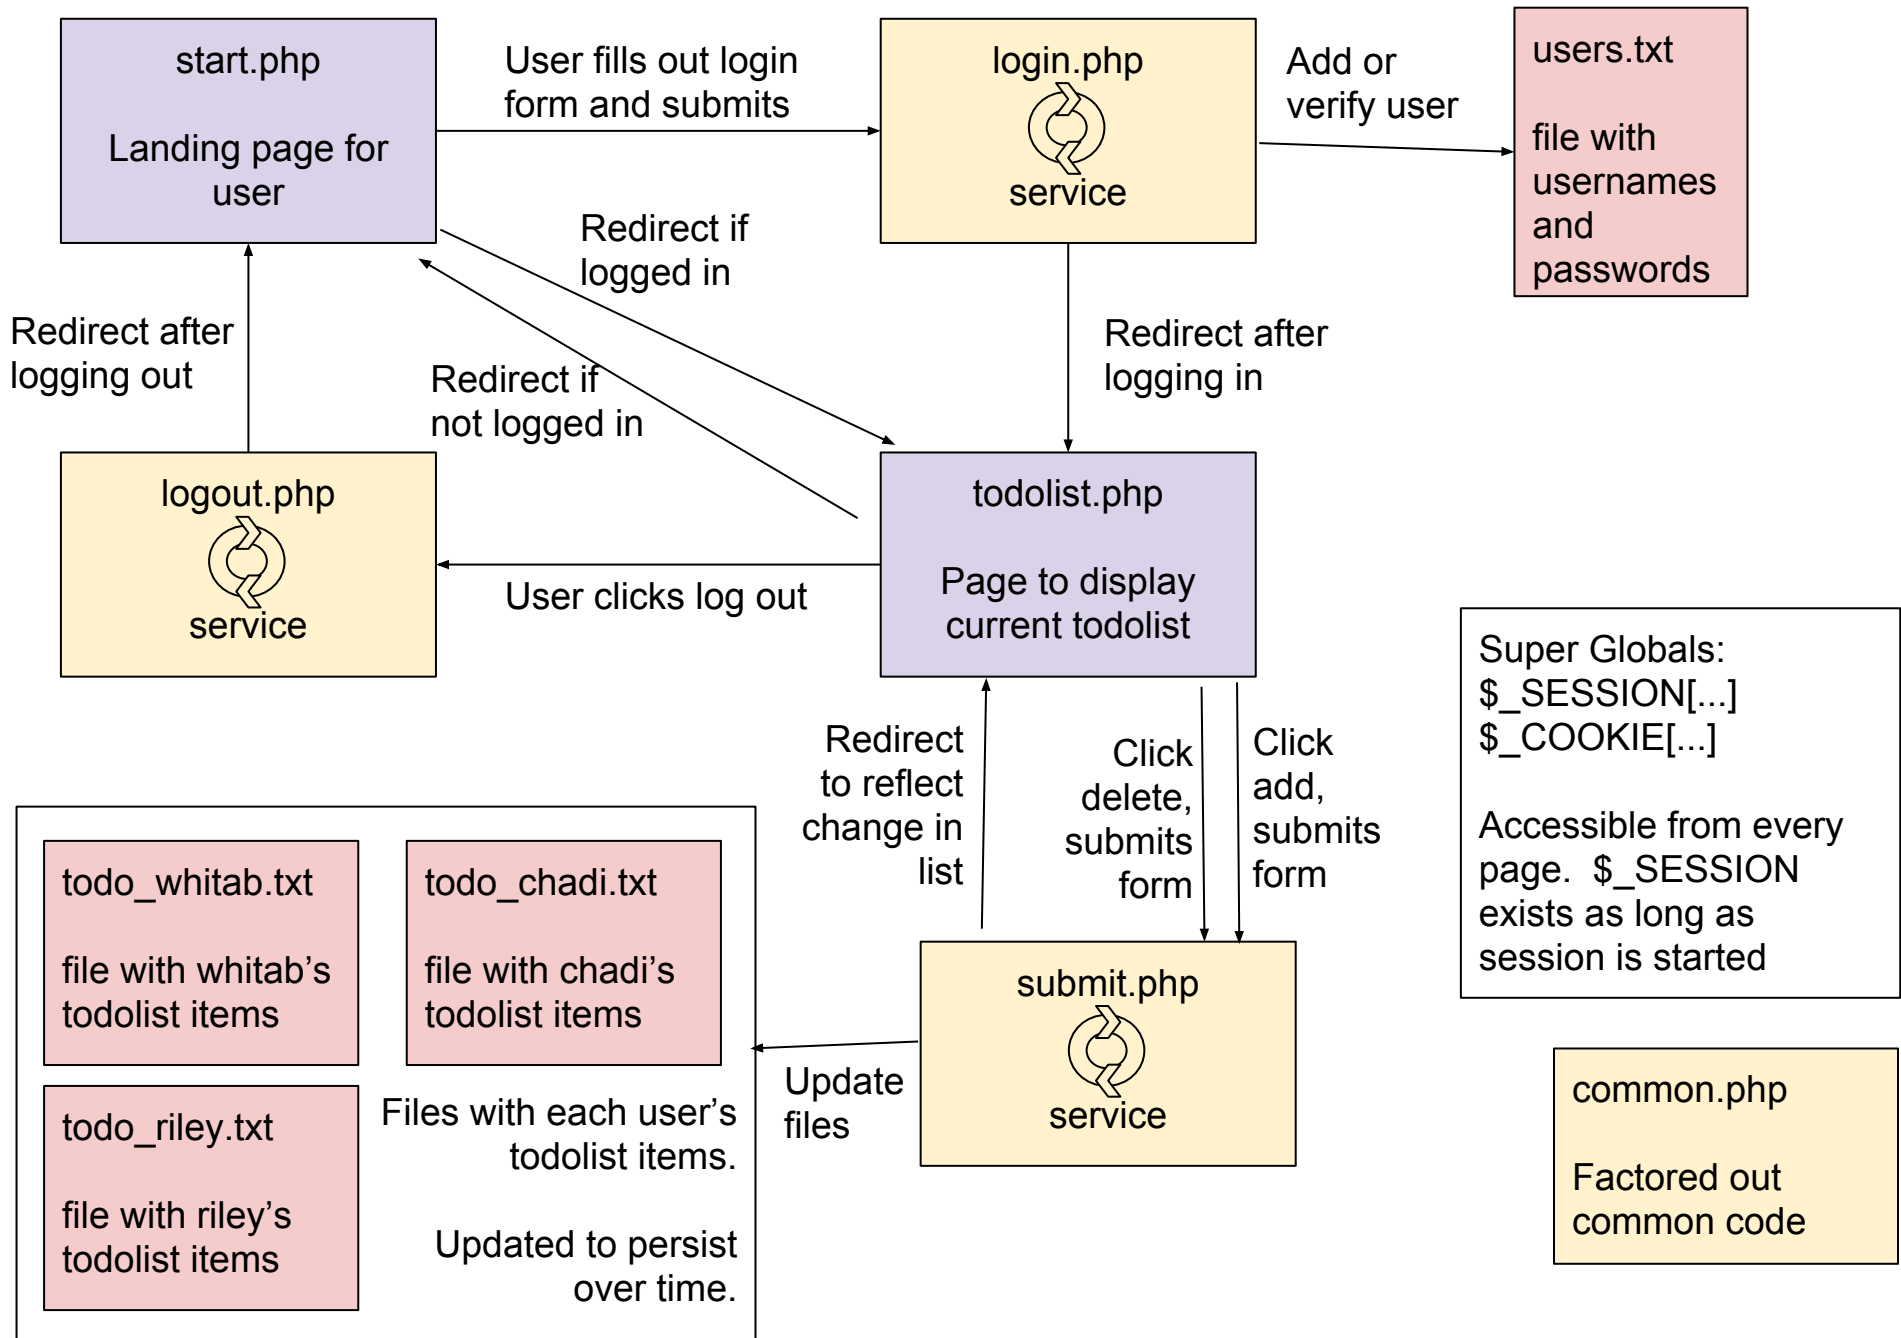 start.php
Landing page for
user
User fills out login
form and submits
login.php
service
Add or
verify user
users.txt
file with
usernames
and
passwords
Redirect if
logged in
Redirect after
logging out
Redirect if
not logged in
Redirect after
logging in
logout.php
service
User clicks log out
todolist.php
Page to display
current todolist
Super Globals:
$_SESSION[...]
$_COOKIE[...]
Accessible from every
page.  $_SESSION
exists as long as
session is started
Redirect
to reflect
change in
list
Click
delete,
submits
form
Click
add,
submits
form
todo_whitab.txt
file with whitab’s
todolist items
todo_chadi.txt
file with chadi’s
todolist items
todo_riley.txt
file with riley’s
todolist items
Files with each user’s
todolist items.
Updated to persist
over time.
Update
files
submit.php
service
common.php
Factored out
common code